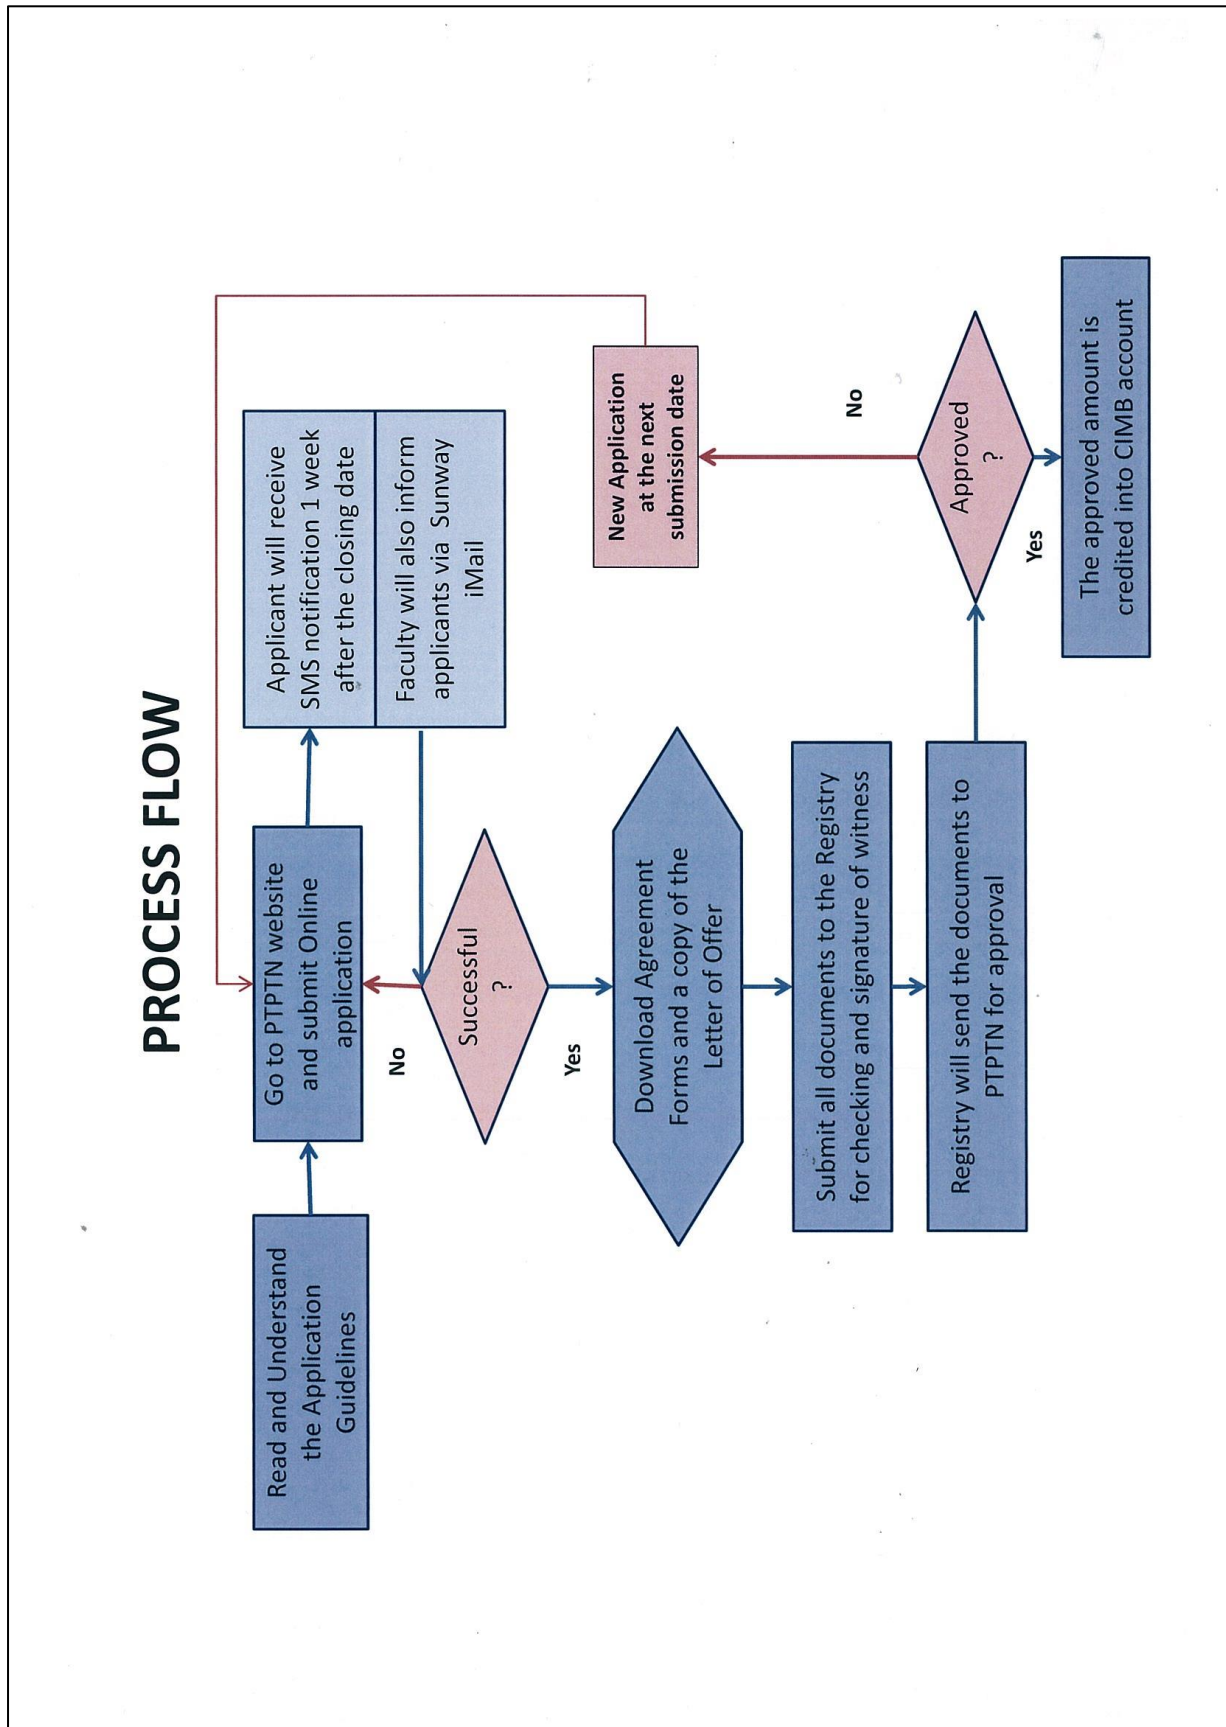 PROCESS FLOW
Read and Understand
the Application
Guidelines
Go to PTPTN website
and submit Online
application
Applicant will receive
SMS notification 1 week
after the closing date
Faculty will also inform
applicants via Sunway
iMail
No
Successful
?
Yes
Download Agreement
Forms and a copy of the
Letter of Offer
Submit all documents to the Registry
for checking and signature of witness
Registry will send the documents to
PTPTN for approval
New Application
at the next
submission date
No
Approved
?
Yes
The approved amount is
credited into CIMB account